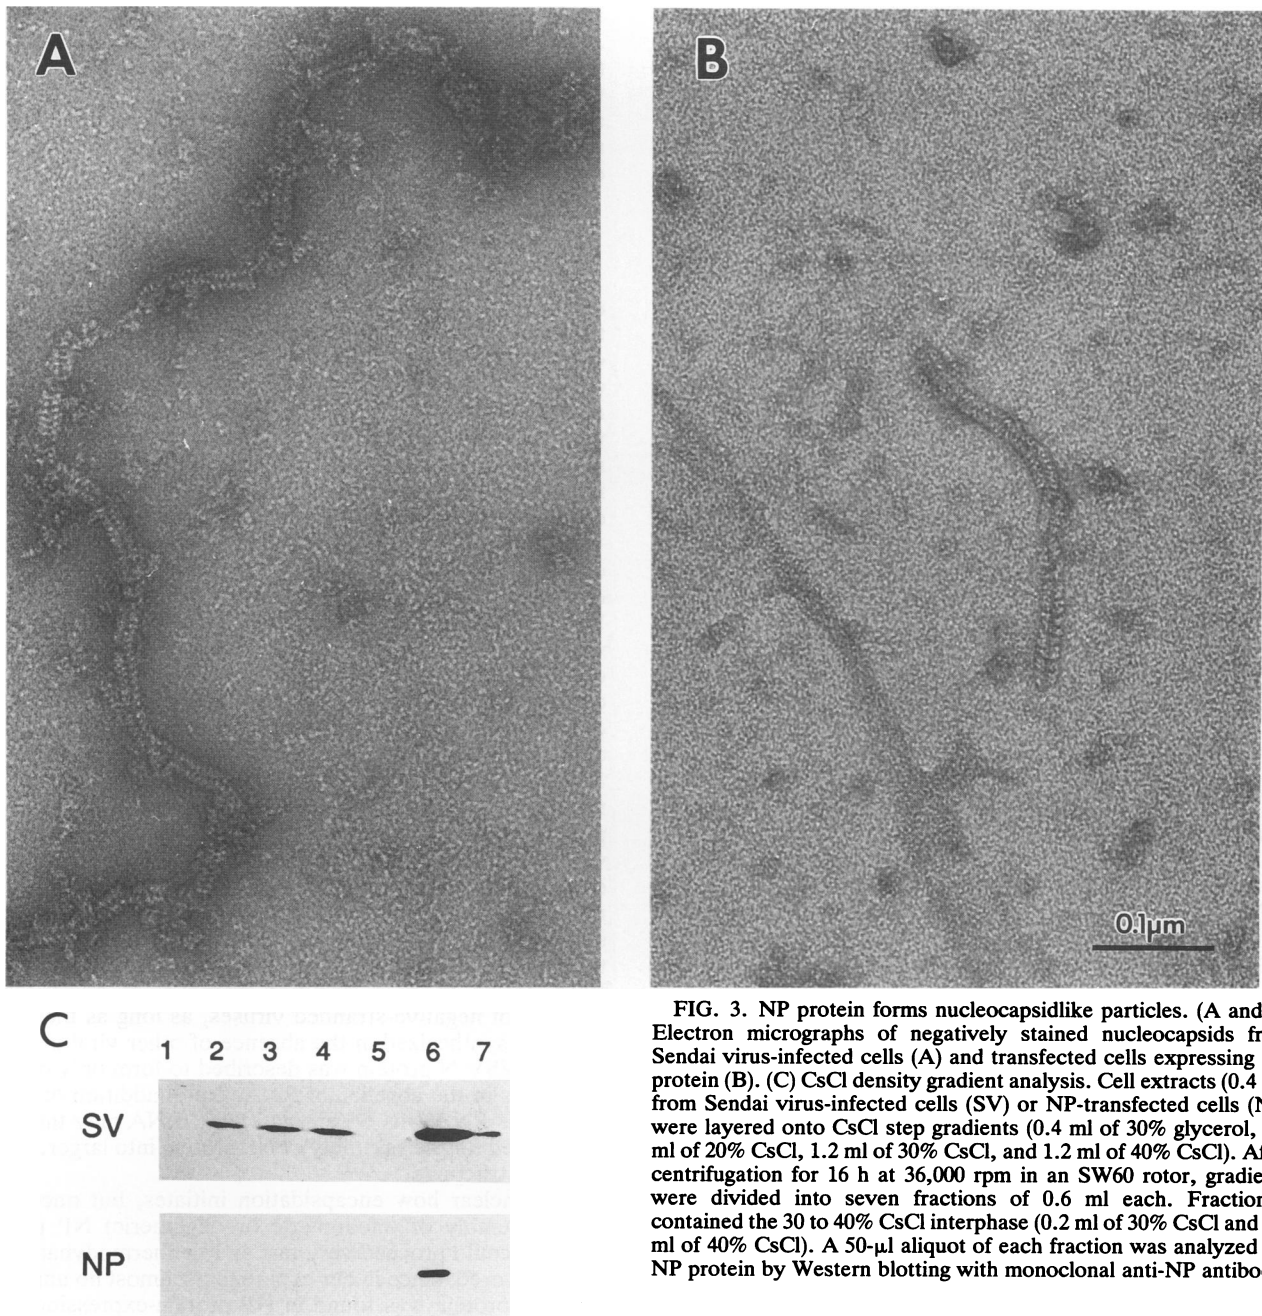 A
B
0.1µm
C
1 2 3 4 5 6 7
SV
NP
FIG. 3. NP protein forms nucleocapsidlike particles. (A and
Electron micrographs of negatively stained nucleocapsids
Sendai virus-infected cells (A) and transfected cells expressing
protein (B). (C) CsCl density gradient analysis. Cell extracts (0.4
from Sendai virus-infected cells (SV) or NP-transfected cells
were layered onto CsCl step gradients (0.4 ml of 30% glycerol,
ml of 20% CsCl, 1.2 ml of 30% CsCl, and 1.2 ml of 40% CsCl).
centrifugation for 16 h at 36,000 rpm in an SW60 rotor,
were divided into seven fractions of 0.6 ml each.
contained the 30 to 40% CsCl interphase (0.2 ml of 30% CsCl and
ml of 40% CsCl). A 50-µl aliquot of each fraction was analyzed
NP protein by Western blotting with monoclonal anti-NP